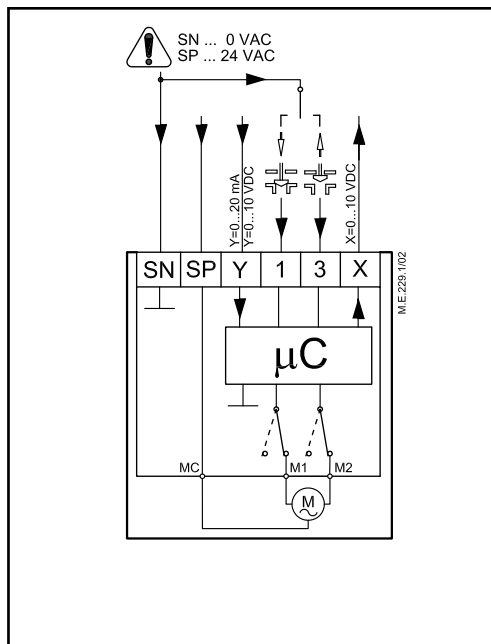 SN ... 0 VAC
SP ... 24 VAC
Y=0...20 mA
Y=0...10 VDC
X=0...10 VDC
SN SP Y 1 3 X
M.E.229.1/02
µC
MC M1 M2
M